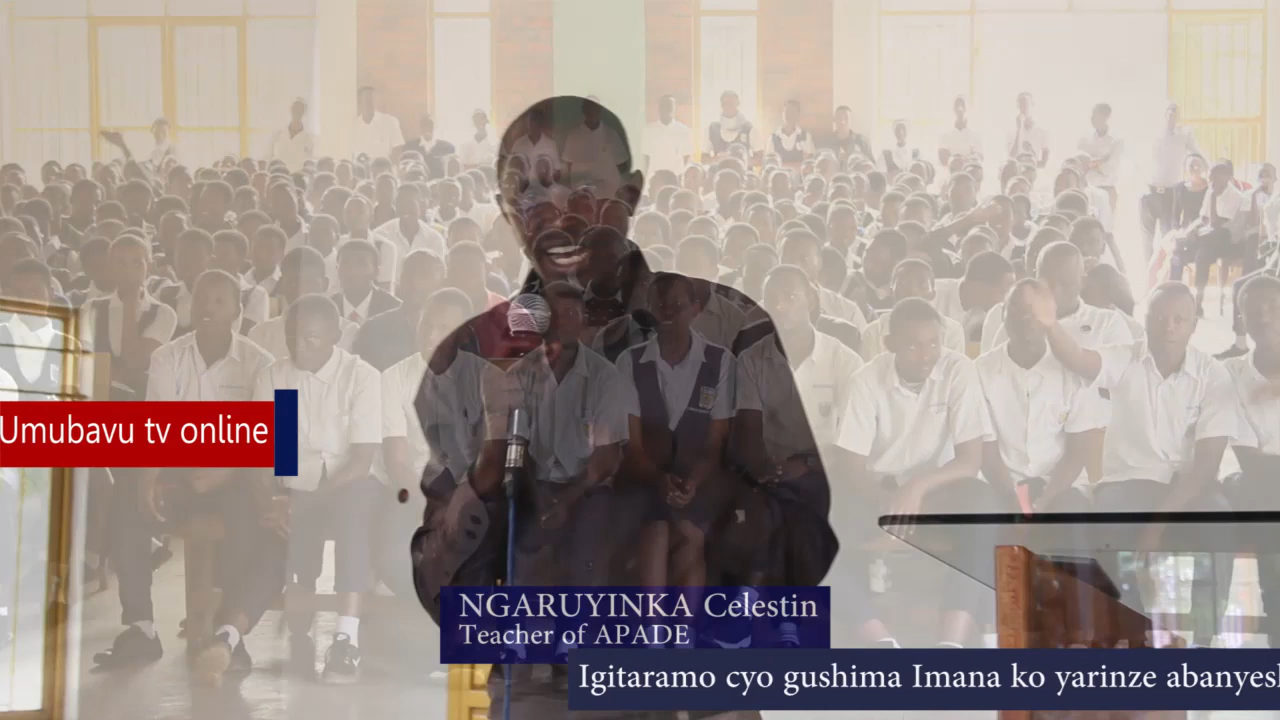 Umubavu tv online
NGARUYINKA Celestin
Teacher of APADE
Igitaramo cyo gushima Imana ko yarinze